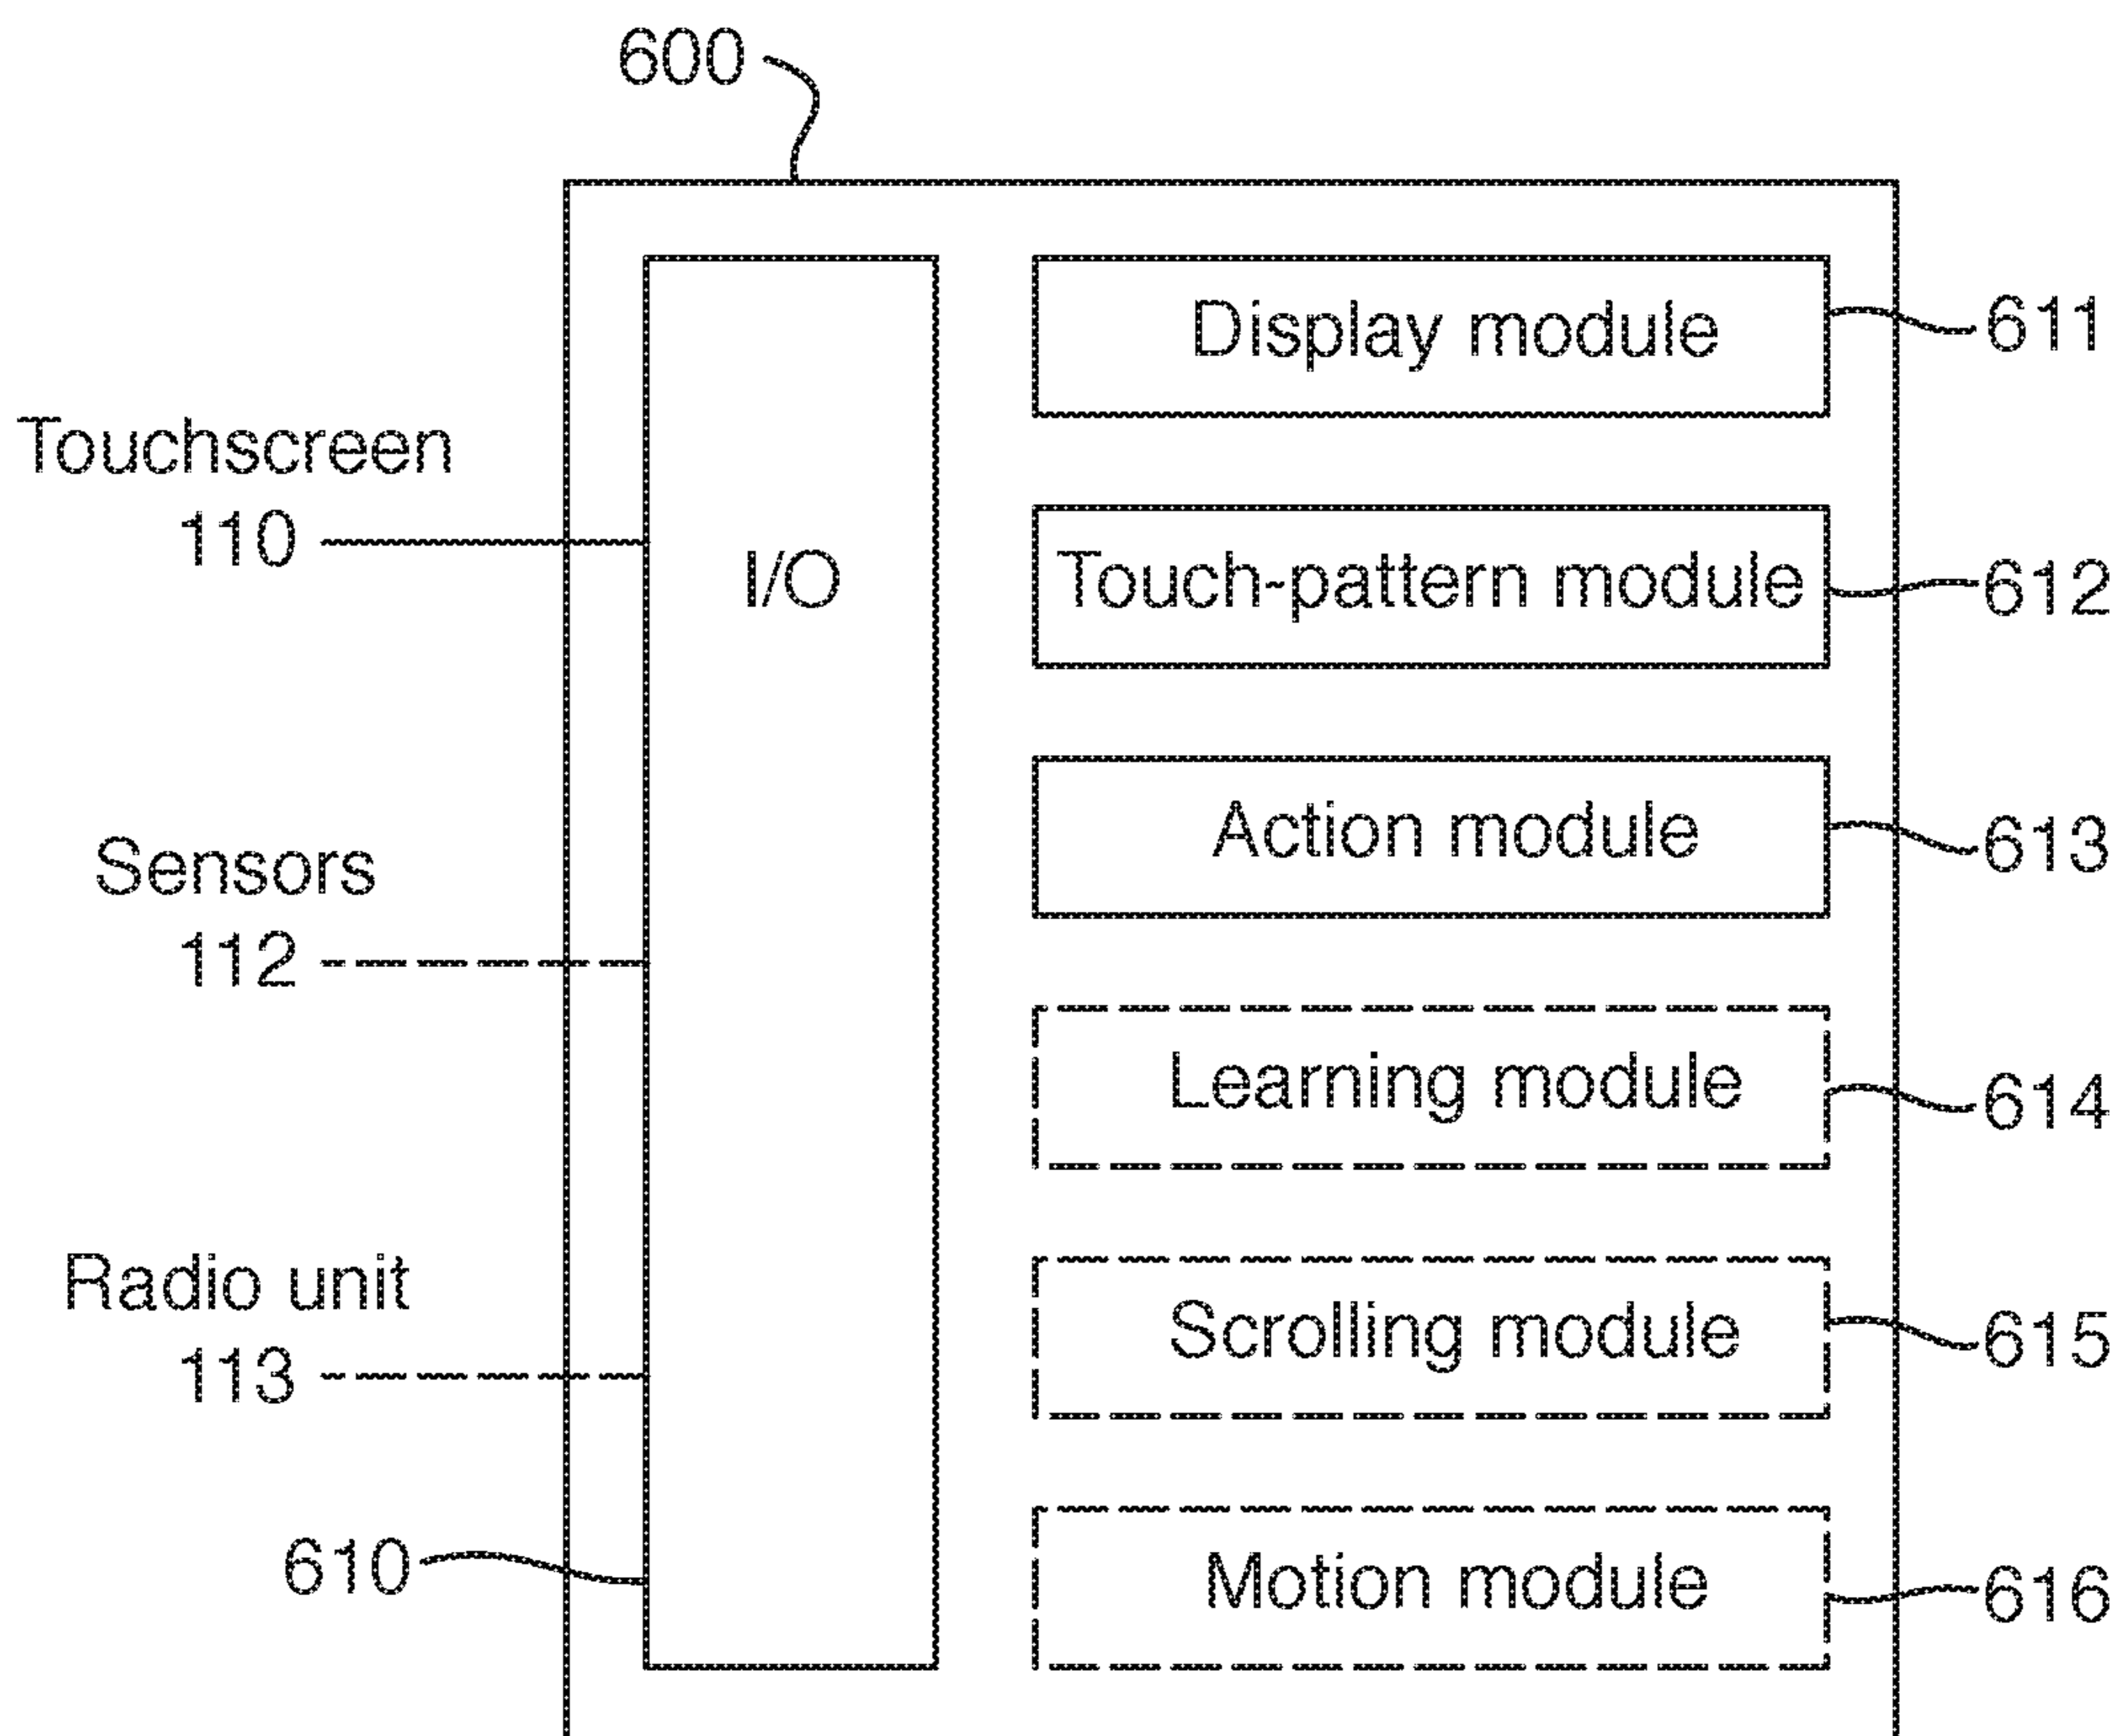 600
Display module
611
Touchscreen
110
I/O
Touch-pattern module
612
Action module
613
Sensors
112
Learning module
614
Radio unit
113
Scrolling module
615
610
Motion module
616